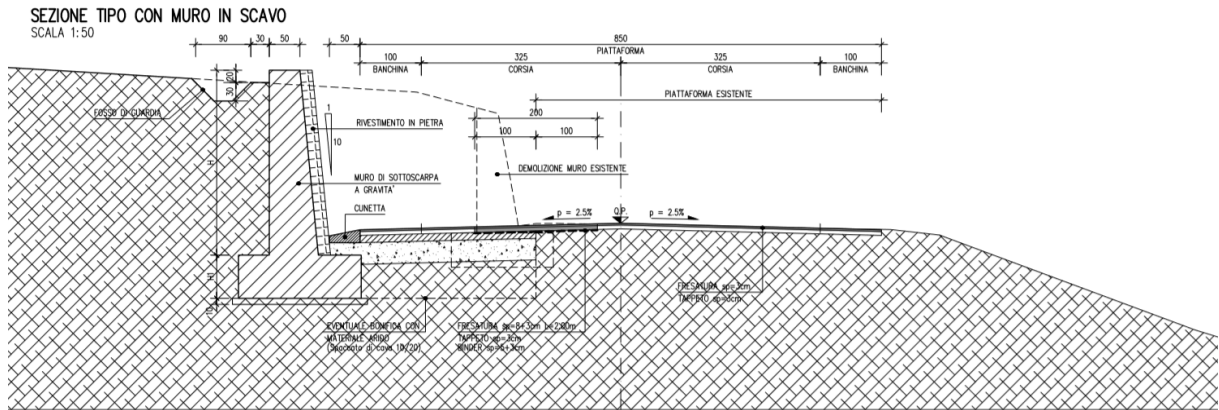 SEZIONE TIPO CON MURO IN SCAVO
SCALA 1:50
90 30 50 50 850
PIATTAFORMA
100 325 325 100
BANCHINA CORSIA CORSIA BANCHINA
20
30
FOSSO DI GUARDIA
PIATTAFORMA ESISTENTE
200
1
RIVESTIMENTO IN PIETRA
100 100
10
H
DEMOLIZIONE MURO ESISTENTE
MURO DI SOTTOSCARPA
A GRAVITA'
CUNETTA
p = 2.5% Q.P. p = 2.5%
H1
10
FRESATURA sp=3cm
TAPPETO sp=3cm
EVENTUALE BONIFICA CON
MATERIALE ARIDO
(Spaccato di cava 10/20)
FRESATURA sp=8+3cm L=2.00m
TAPPETO sp=3cm
BINDER sp=